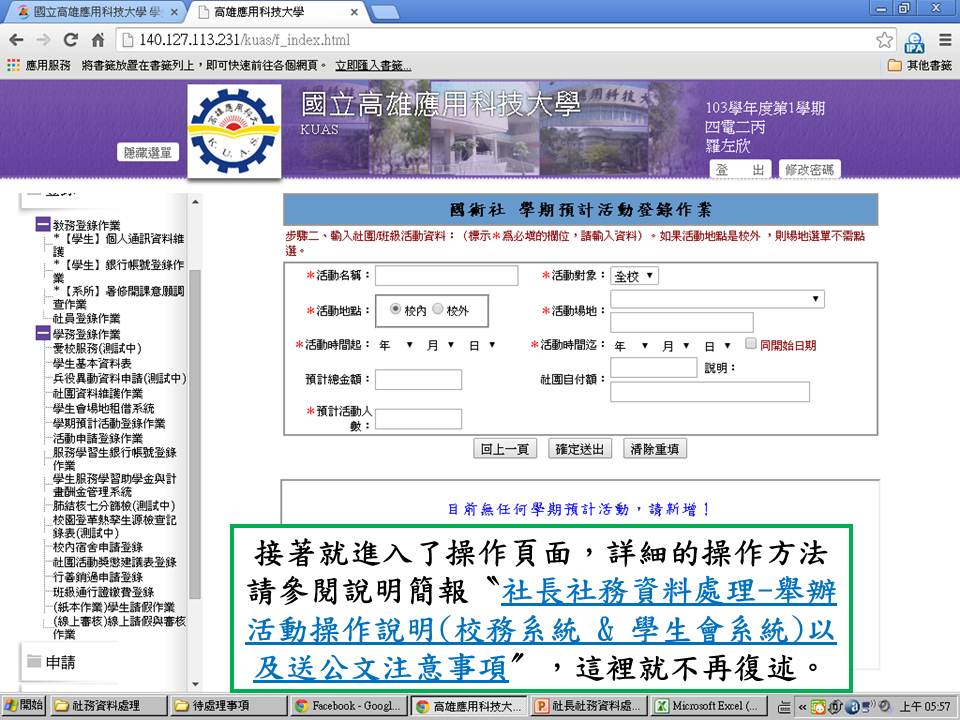 國立高雄應用科技大學 學
高雄應用科技大學
140.127.113.231/kuas/f_index.html
應用服務 將書籤放置在書籤列上，即可快速前往各個網頁。 立即匯入書籤...
其他書籤
國立高雄應用科技大學
KUAS
103學年度第1學期
四電二丙
羅左欣
隱藏選單
登 出 修改密碼
教務登錄作業
*【學生】個人通訊資料維
護
*【學生】銀行帳號登錄作
業
*【系所】暑修開課意願調
查作業
社員登錄作業
學務登錄作業
愛校服務(測試中)
學生基本資料表
兵役異動資料申請(測試中)
社團資料維護作業
學生會場地租借系統
學期預計活動登錄作業
活動申請登錄作業
服務學習生銀行帳號登錄
作業
學生服務學習助學金與計
畫酬金管理系統
肺結核七分篩檢(測試中)
校園登革熱孳生源檢查記
錄表(測試中)
校內宿舍申請登錄
社團活動獎懲建議表登錄
行善銷過申請登錄
班級通行證繳費登錄
(紙本作業)學生請假作業
(線上審核)線上請假與審核
作業
申請
國術社 學期預計活動登錄作業
步驟二、輸入社團/班級活動資料：（標示＊為必填的欄位，請輸入資料）。如果活動地點是校外 ，則場地選單不需點
選。
＊活動名稱： ＊活動對象： 全校
＊活動地點： 校內 校外 ＊活動場地：
＊活動時間起： 年 月 日 ＊活動時間迄： 年 月 日 同開始日期
預計總金額： 社團自付額： 說明：
＊預計活動人
數：
回上一頁 確定送出 清除重填
目前無任何學期預計活動，請新增！
接著就進入了操作頁面，詳細的操作方法
請參閱說明簡報〝社長社務資料處理-舉辦
活動操作說明(校務系統 & 學生會系統)以
及送公文注意事項〞，這裡就不再復述。
開始 社務資料處理 待處理事項 Facebook - Googl... 高雄應用科技大... 社長社務資料處... Microsoft Excel (... 上午 05:57